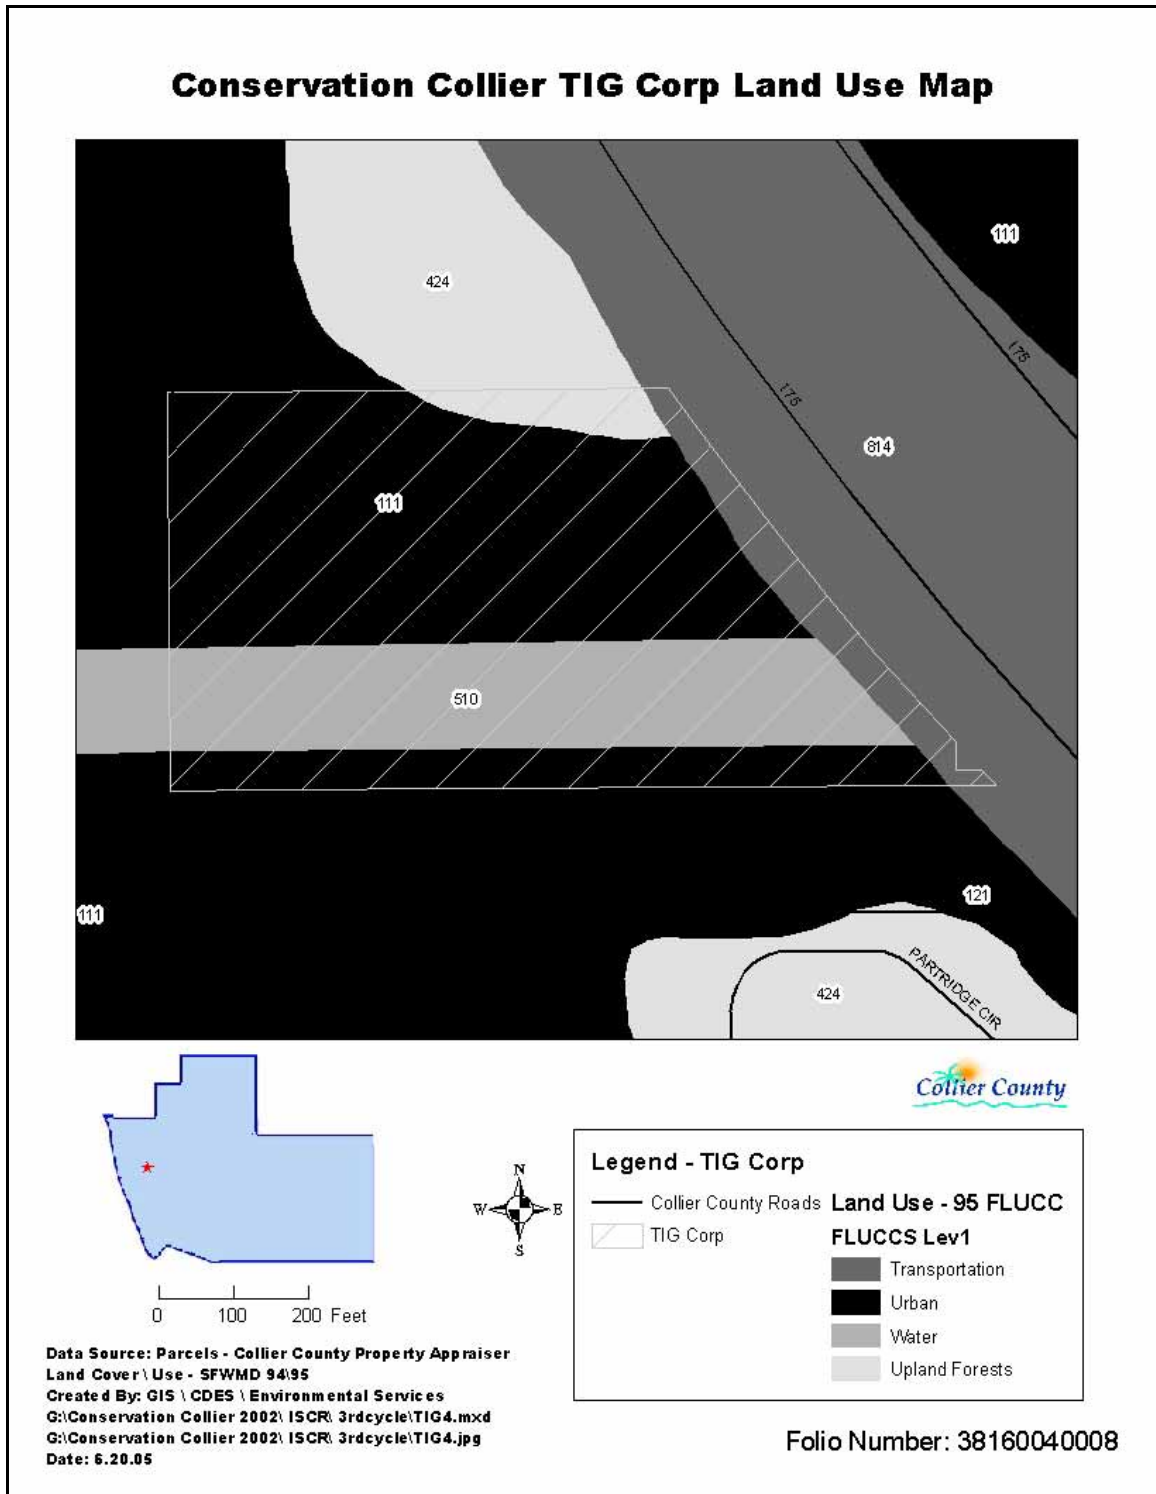 Conservation Collier TIG Corp Land Use Map
111
424
175
175
814
111
510
121
111
PARTRIDGE CIR
424
Collier County
Legend - TIG Corp
Collier County Roads
TIG Corp
Land Use - 95 FLUCC
FLUCCS Lev1
Transportation
Urban
Water
Upland Forests
N
W E
S
0 100 200 Feet
Data Source: Parcels - Collier County Property Appraiser
Land Cover \ Use - SFWMD 94\95
Created By: GIS \ CDES \ Environmental Services
G:\Conservation Collier 2002\ ISCR\ 3rdcycle\TIG4.mxd
G:\Conservation Collier 2002\ ISCR\ 3rdcycle\TIG4.jpg
Date: 6.20.05
Folio Number: 38160040008